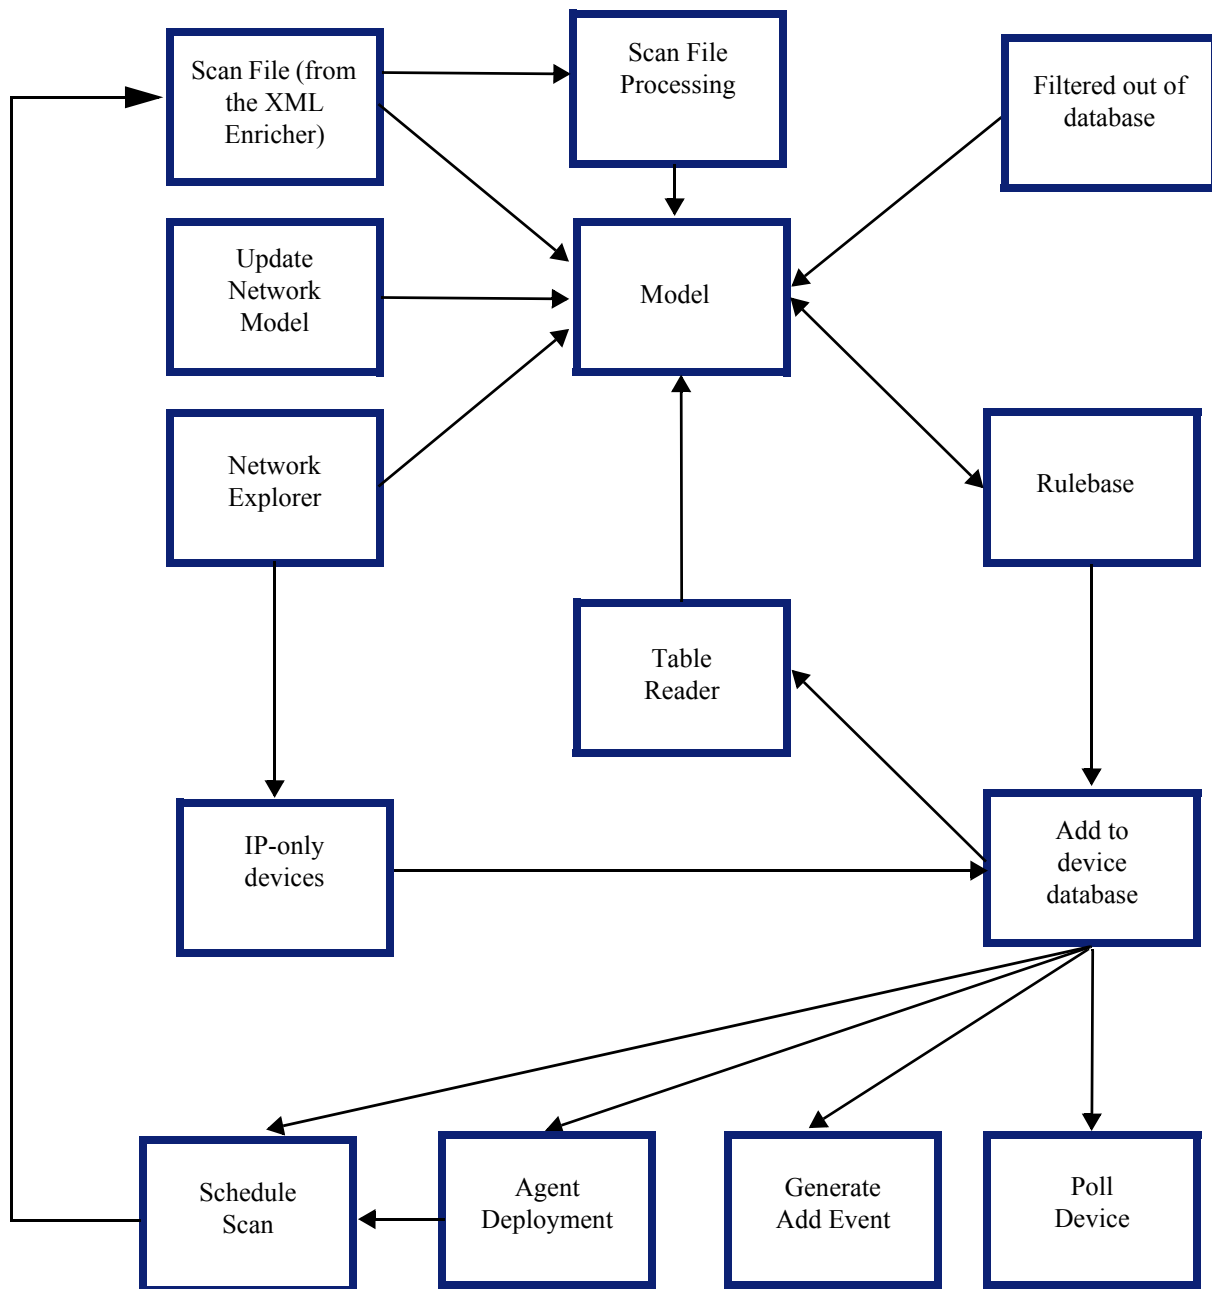 Scan File (from
the XML
Enricher)
Scan File
Processing
Filtered out of
database
Update
Network
Model
Model
Network
Explorer
Rulebase
Table
Reader
IP-only
devices
Add to
device
database
Schedule
Scan
Agent
Deployment
Generate
Add Event
Poll
Device